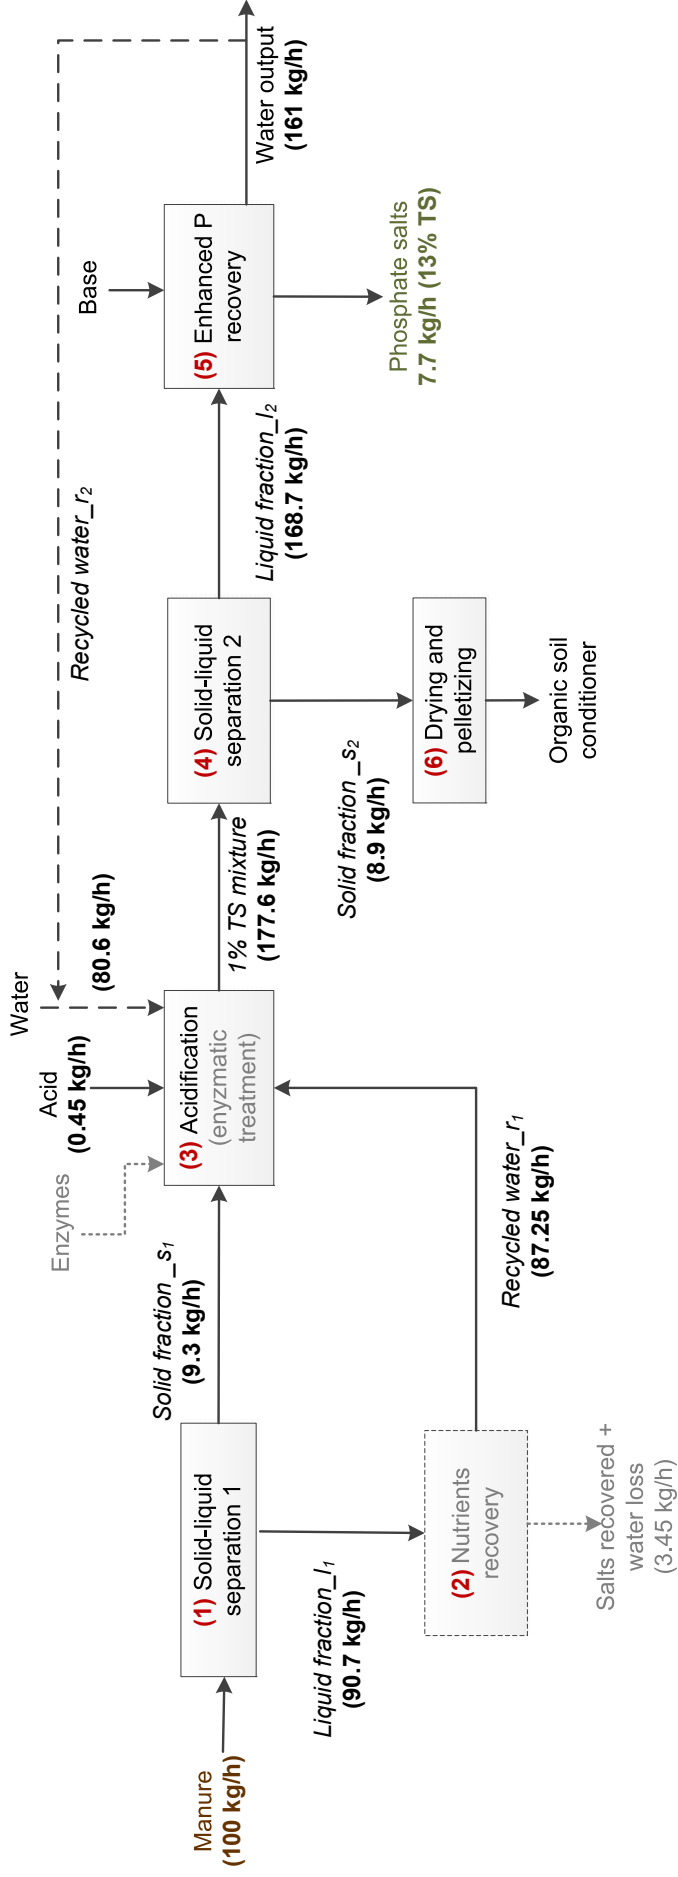 Manure
(100 kg/h)
(1) Solid-liquid
separation 1
Liquid fraction_l1
(90.7 kg/h)
(2) Nutrients
recovery
Salts recovered +
water loss
(3.45 kg/h)
Solid fraction _s1
(9.3 kg/h)
Recycled water_r1
(87.25 kg/h)
Enzymes
Acid
(0.45 kg/h)
Water
(80.6 kg/h)
(3) Acidification
(enyzmatic
treatment)
1% TS mixture
(177.6 kg/h)
(4) Solid-liquid
separation 2
Solid fraction _s2
(8.9 kg/h)
(6) Drying and
pelletizing
Organic soil
conditioner
Recycled water_r2
Liquid fraction_l2
(168.7 kg/h)
Base
(5) Enhanced P
recovery
Phosphate salts
7.7 kg/h (13% TS)
Water output
(161 kg/h)